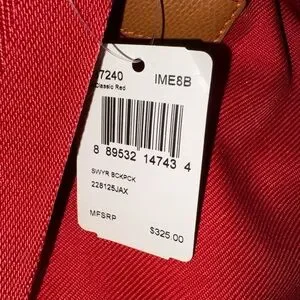 7240 IME8B
Classic Red
8 89532 14743 4
SWYR BCKPCK
228125JAX
MFSRP
$325.00